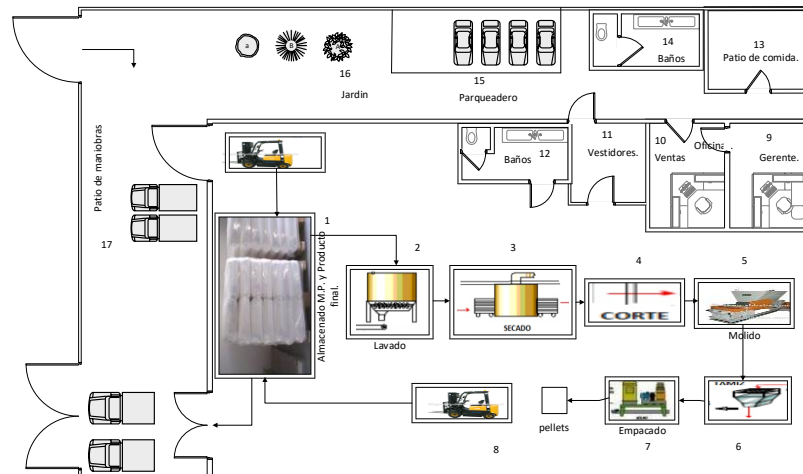 a
B
16
Jardin
15
Parqueadero
14
Baños
13
Patio de comida.
Patio de maniobras
17
12
Baños
11
Vestidores.
10
Ventas
9
Gerente.
1
Almacenado M.P. y Producto
final.
2
Lavado
3
SECADO
4
CORTE
5
Molido
TAMIZ
6
Empacado
7
pellets
8